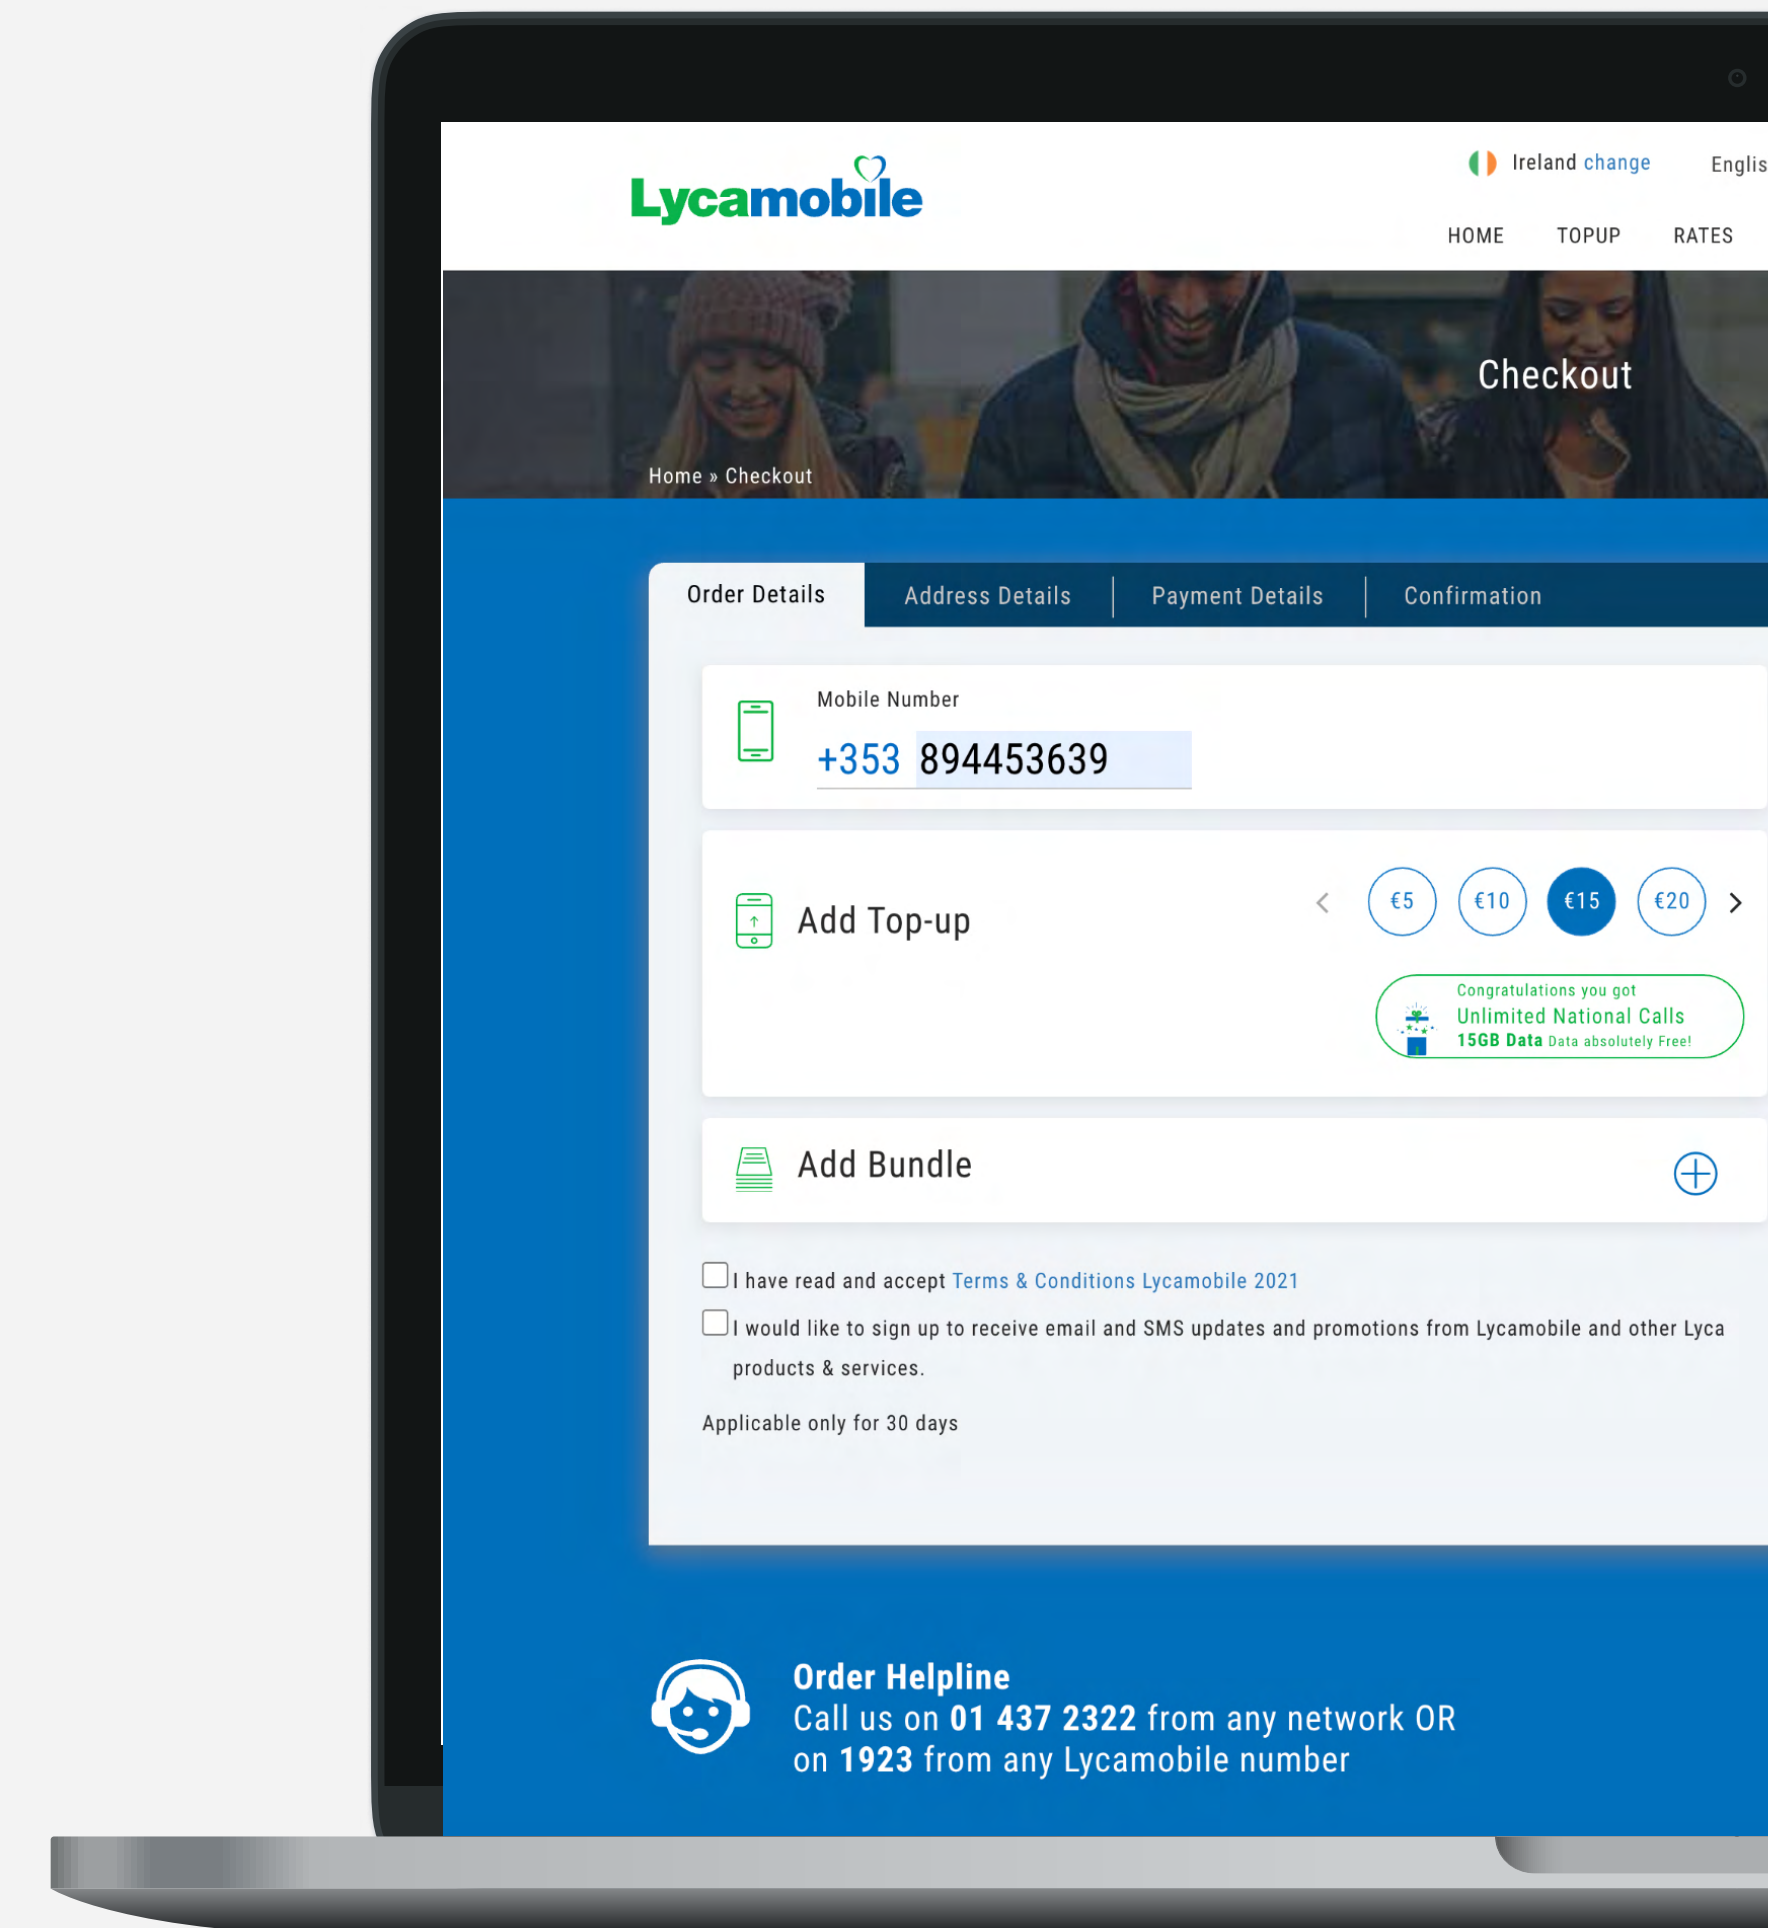 Lycamobile
Ireland change
Englis
HOME TOPUP RATES
Checkout
Home » Checkout
Order Details Address Details Payment Details Confirmation
Mobile Number
+353 894453639
Add Top-up
€5 €10 €15 €20
Congratulations you got
Unlimited National Calls
15GB Data Data absolutely Free!
Add Bundle
I have read and accept Terms & Conditions Lycamobile 2021
I would like to sign up to receive email and SMS updates and promotions from Lycamobile and other Lyca
products & services.
Applicable only for 30 days
Order Helpline
Call us on 01 437 2322 from any network OR
on 1923 from any Lycamobile number